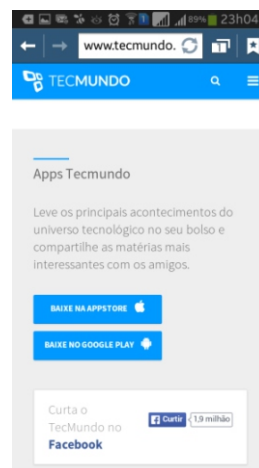 89% 23h04
www.tecmundo.
TECMUNDO
Apps Tecmundo
Leve os principais acontecimentos do
universo tecnológico no seu bolso e
compartilhe as matérias mais
interessantes com os amigos.
BAIXE NA APPSTORE
BAIXE NO GOOGLE PLAY
Curta o
TecMundo no
Facebook
Curtir 1,9 milhão